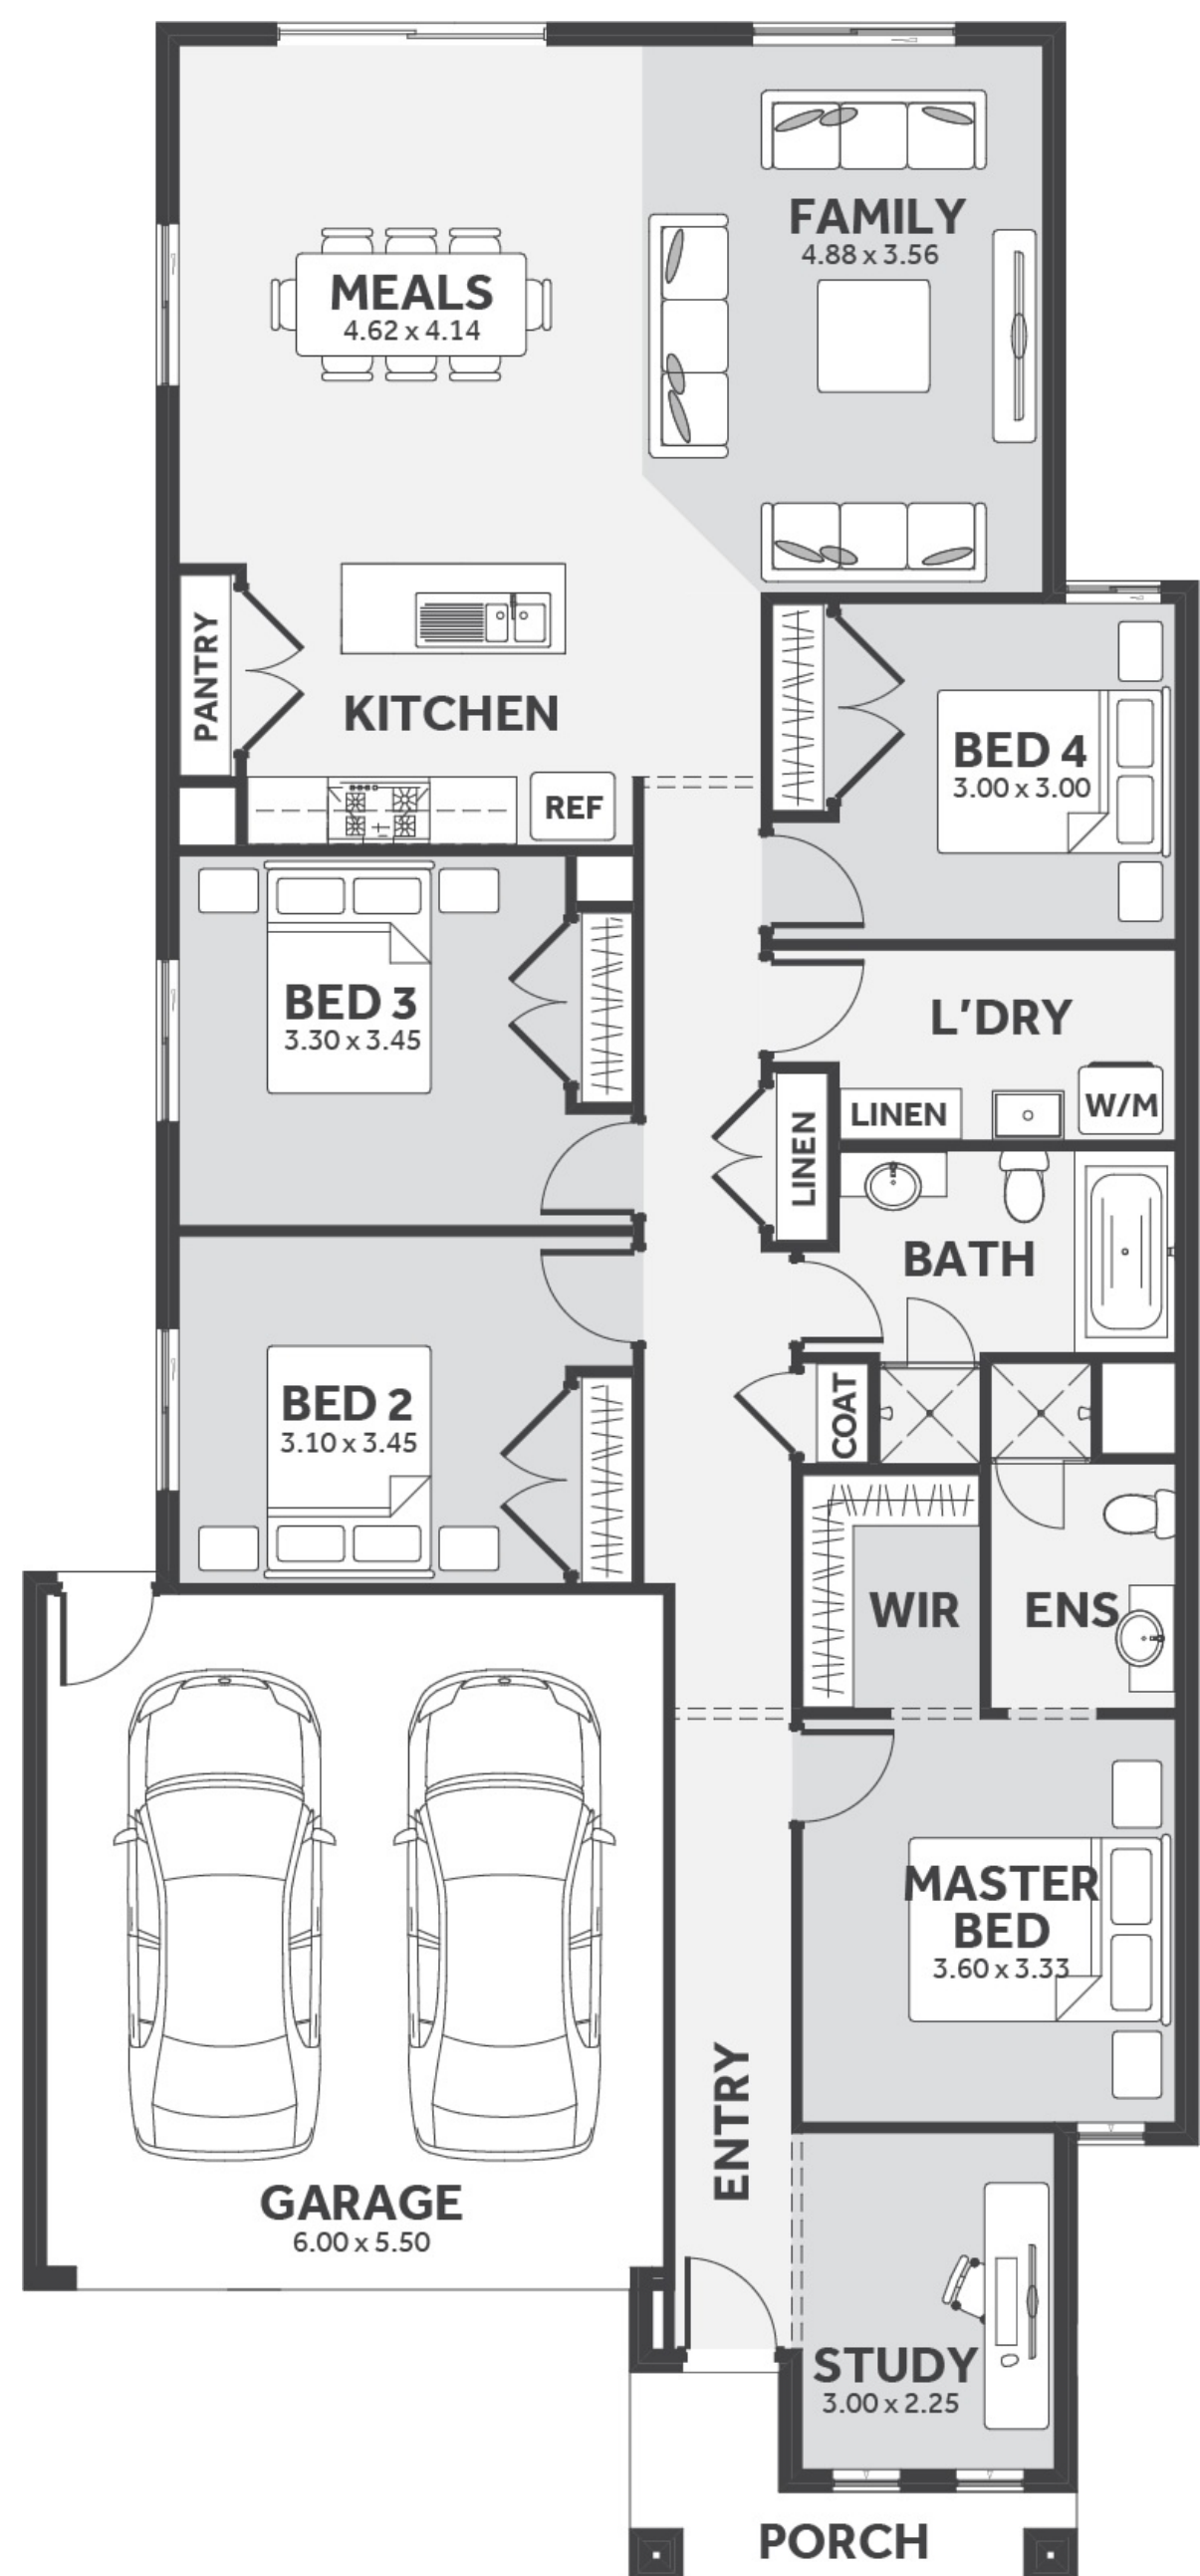 FAMILY
4.88 x 3.56
MEALS
4.62 x 4.14
PANTRY
KITCHEN
REF
BED 4
3.00 x 3.00
BED 3
3.30 x 3.45
L'DRY
LINEN
W/M
LINEN
BATH
BED 2
3.10 x 3.45
COAT
WIR
ENS
MASTER
BED
3.60 x 3.33
ENTRY
GARAGE
6.00 x 5.50
STUDY
3.00 x 2.25
PORCH